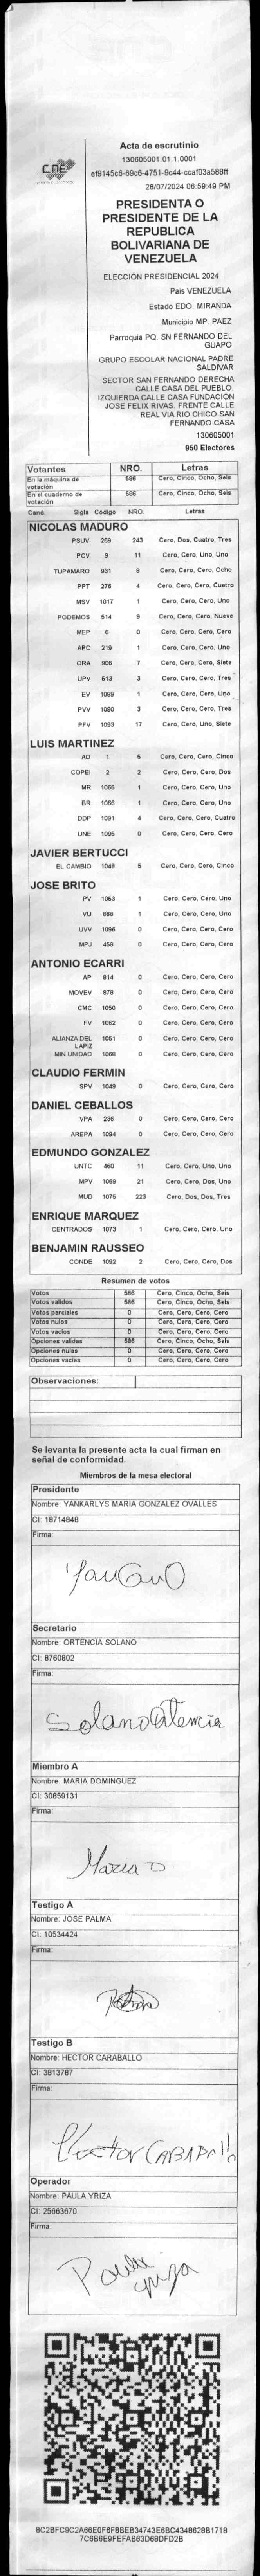 CNE
Acta de escrutinio
130605001.01.1.0001
ef9145c6-69c6-4751-9c44-ccaf03a588ff
28/07/2024 06:59:49 PM
PRESIDENTA O
PRESIDENTE DE LA
REPUBLICA
BOLIVARIANA DE
VENEZUELA
ELECCIÓN PRESIDENCIAL 2024
Pais VENEZUELA
Estado EDO. MIRANDA
Municipio MP. PAEZ
Parroquia PQ. SN FERNANDO DEL
GUAPO
GRUPO ESCOLAR NACIONAL PADRE
SALDIVAR
SECTOR SAN FERNANDO DERECHA
CALLE CASA DEL PUEBLO.
IZQUIERDA CALLE CASA FUNDACION
JOSE FELIX RIVAS. FRENTE CALLE
REAL VIA RIO CHICO SAN
FERNANDO CASA
130605001
950 Electores
Votantes NRO. Letras
En la máquina de votación 586 Cero, Cinco, Ocho, Seis
En el cuaderno de votación 586 Cero, Cinco, Ocho, Seis
Cand. Sigla Código NRO. Letras
NICOLAS MADURO
PSUV 269 243 Cero, Dos, Cuatro, Tres
PCV 9 11 Cero, Cero, Uno, Uno
TUPAMARO 931 8 Cero, Cero, Cero, Ocho
PPT 276 4 Cero, Cero, Cero, Cuatro
MSV 1017 1 Cero, Cero, Cero, Uno
PODEMOS 514 9 Cero, Cero, Cero, Nueve
MEP 6 0 Cero, Cero, Cero, Cero
APC 219 1 Cero, Cero, Cero, Uno
ORA 906 7 Cero, Cero, Cero, Siete
UPV 613 3 Cero, Cero, Cero, Tres
EV 1089 1 Cero, Cero, Cero, Uno
PVV 1090 3 Cero, Cero, Cero, Tres
PFV 1093 17 Cero, Cero, Uno, Siete
LUIS MARTINEZ
AD 1 5 Cero, Cero, Cero, Cinco
COPEI 2 2 Cero, Cero, Cero, Dos
MR 1065 1 Cero, Cero, Cero, Uno
BR 1066 1 Cero, Cero, Cero, Uno
DDP 1091 4 Cero, Cero, Cero, Cuatro
UNE 1095 0 Cero, Cero, Cero, Cero
JAVIER BERTUCCI
EL CAMBIO 1048 5 Cero, Cero, Cero, Cinco
JOSE BRITO
PV 1053 1 Cero, Cero, Cero, Uno
VU 868 1 Cero, Cero, Cero, Uno
UVV 1096 0 Cero, Cero, Cero, Cero
MPJ 458 0 Cero, Cero, Cero, Cero
ANTONIO ECARRI
AP 614 0 Cero, Cero, Cero, Cero
MOVEV 878 0 Cero, Cero, Cero, Cero
CMC 1050 0 Cero, Cero, Cero, Cero
FV 1062 0 Cero, Cero, Cero, Cero
ALIANZA DEL LAPIZ 1051 0 Cero, Cero, Cero, Cero
MIN UNIDAD 1068 0 Cero, Cero, Cero, Cero
CLAUDIO FERMIN
SPV 1049 0 Cero, Cero, Cero, Cero
DANIEL CEBALLOS
VPA 236 0 Cero, Cero, Cero, Cero
AREPA 1094 0 Cero, Cero, Cero, Cero
EDMUNDO GONZALEZ
UNTC 460 11 Cero, Cero, Uno, Uno
MPV 1069 21 Cero, Cero, Dos, Uno
MUD 1075 223 Cero, Dos, Dos, Tres
ENRIQUE MARQUEZ
CENTRADOS 1073 1 Cero, Cero, Cero, Uno
BENJAMIN RAUSSEO
CONDE 1092 2 Cero, Cero, Cero, Dos
Resumen de votos
Votos 586 Cero, Cinco, Ocho, Seis
Votos validos 586 Cero, Cinco, Ocho, Seis
Votos parciales 0 Cero, Cero, Cero, Cero
Votos nulos 0 Cero, Cero, Cero, Cero
Votos vacios 0 Cero, Cero, Cero, Cero
Opciones validas 586 Cero, Cinco, Ocho, Seis
Opciones nulas 0 Cero, Cero, Cero, Cero
Opciones vacias 0 Cero, Cero, Cero, Cero
Observaciones:
Se levanta la presente acta la cual firman en
señal de conformidad.
Miembros de la mesa electoral
Presidente
Nombre: YANKARLYS MARIA GONZALEZ OVALLES
CI: 18714848
Firma:
Secretario
Nombre: ORTENCIA SOLANO
CI: 8760802
Firma:
Miembro A
Nombre: MARIA DOMINGUEZ
CI: 30859131
Firma:
Maria D
Testigo A
Nombre: JOSE PALMA
CI: 10534424
Firma:
Testigo B
Nombre: HECTOR CARABALLO
CI: 3813787
Firma:
Operador
Nombre: PAULA YRIZA
CI: 25663670
Firma:
8C2BFC9C2A66E0F6F8BEB34743E6BC4348628B1718
7C6B6E9FEFAB63D68DFD2B